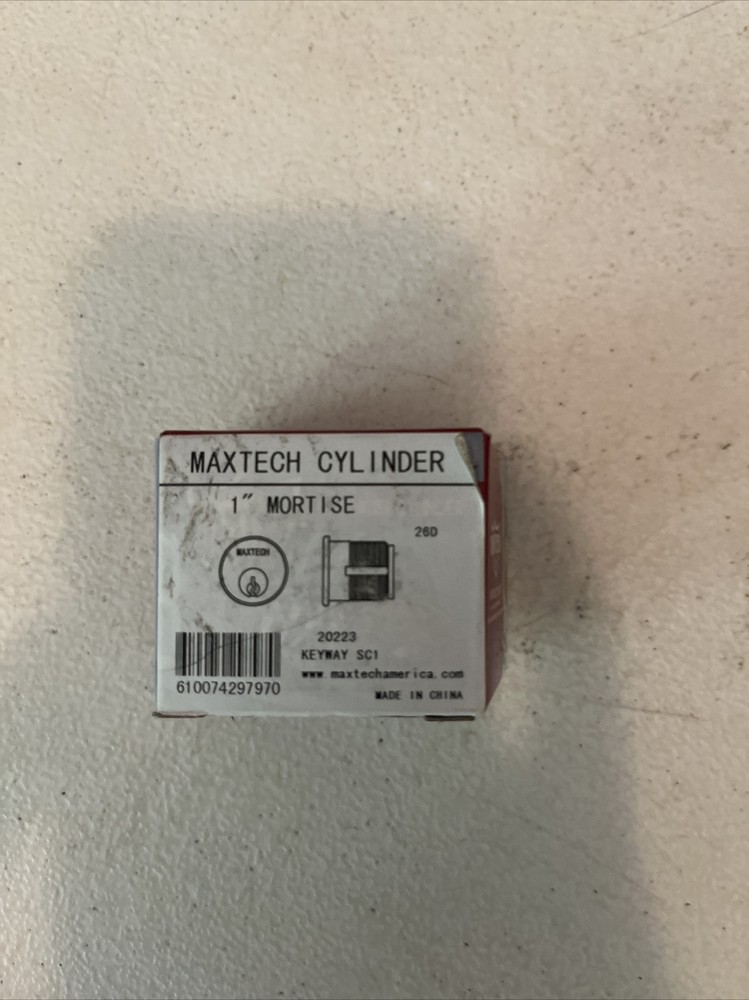 MAXTECH CYLINDER
1" MORTISE
26D
MAXTECH
20223
KEYWAY SC1
www.maxtechamerica.com
610074297970
MADE IN CHINA